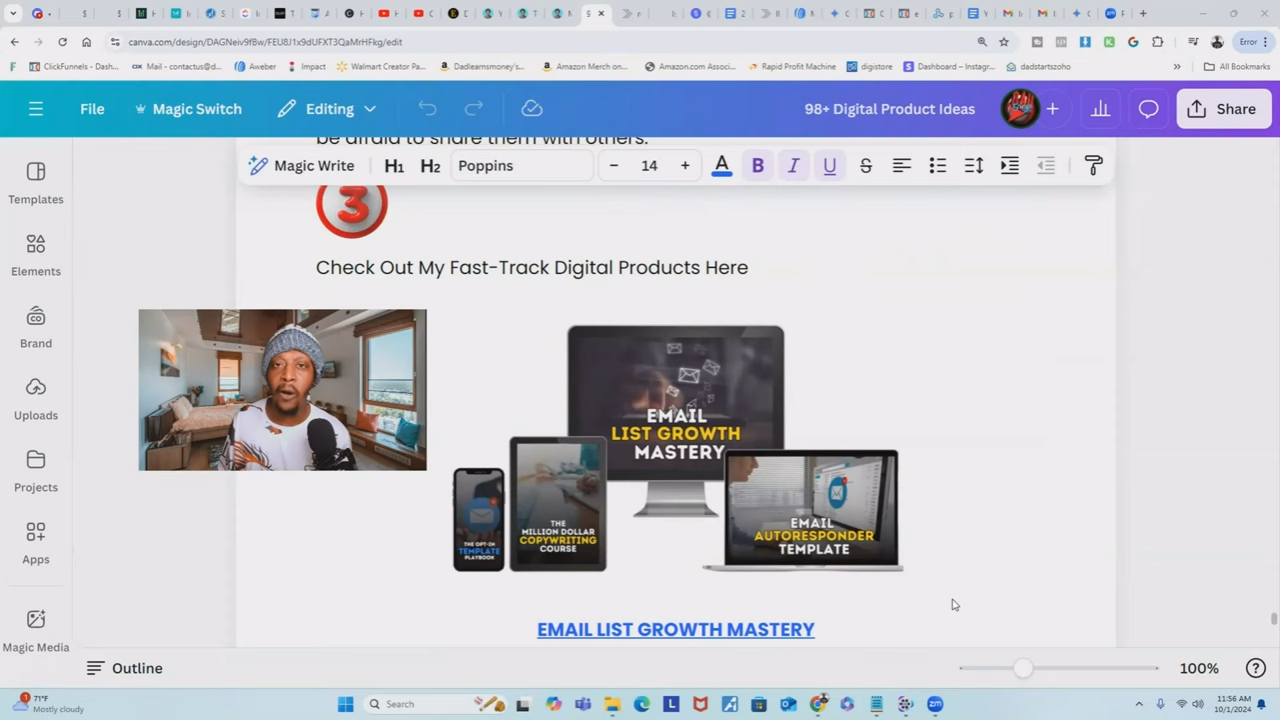 canva.com/design/DAGNeiv9fBw/FEU8J1x9dUFXT3QaMrHFkg/edit
Error
ClickFunnels - Dash...
Mail - contactus@d...
Aweber
Impact
Walmart Creator Pa...
Dadlearnsmoney's...
Amazon Merch on...
Amazon.com Associ...
Rapid Profit Machine
digistore
Dashboard – Instagr...
dadstartszoho
All Bookmarks
File
Magic Switch
Editing
98+ Digital Product Ideas
Share
be afraid to share them with others.
Magic Write
H1
H2
Poppins
– 14 +
A
B
I
U
S
Templates
Elements
Brand
Uploads
Projects
Apps
Magic Media
3
Check Out My Fast-Track Digital Products Here
EMAIL
LIST GROWTH
MASTERY
THE OPT-IN
TEMPLATE
PLAYBOOK
THE
MILLION DOLLAR
COPYWRITING
COURSE
EMAIL
AUTORESPONDER
TEMPLATE
EMAIL LIST GROWTH MASTERY
Outline
100%
71°F
Mostly cloudy
Search
11:56 AM
10/1/2024